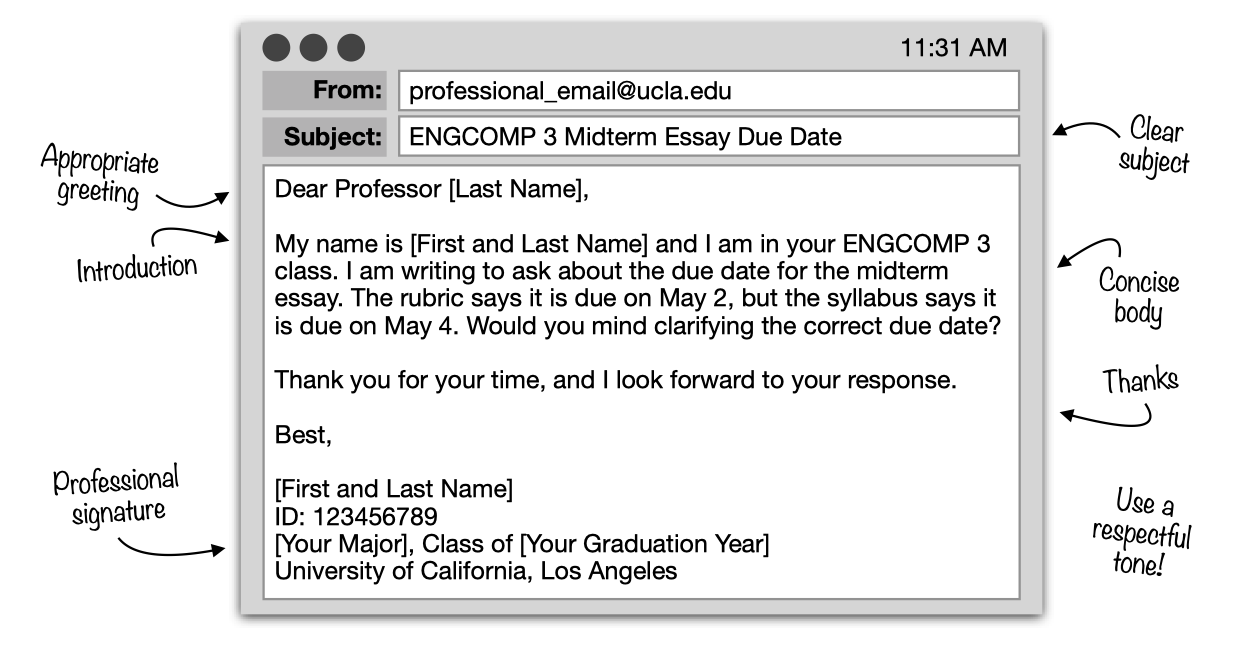 11:31 AM
From: professional_email@ucla.edu
Subject: ENGCOMP 3 Midterm Essay Due Date
Clear
subject
Appropriate
greeting
Dear Professor [Last Name],
Introduction
My name is [First and Last Name] and I am in your ENGCOMP 3
class. I am writing to ask about the due date for the midterm
essay. The rubric says it is due on May 2, but the syllabus says it
is due on May 4. Would you mind clarifying the correct due date?
Concise
body
Thank you for your time, and I look forward to your response.
Thanks
Best,
Professional
signature
[First and Last Name]
ID: 123456789
[Your Major], Class of [Your Graduation Year]
University of California, Los Angeles
Use a
respectful
tone!